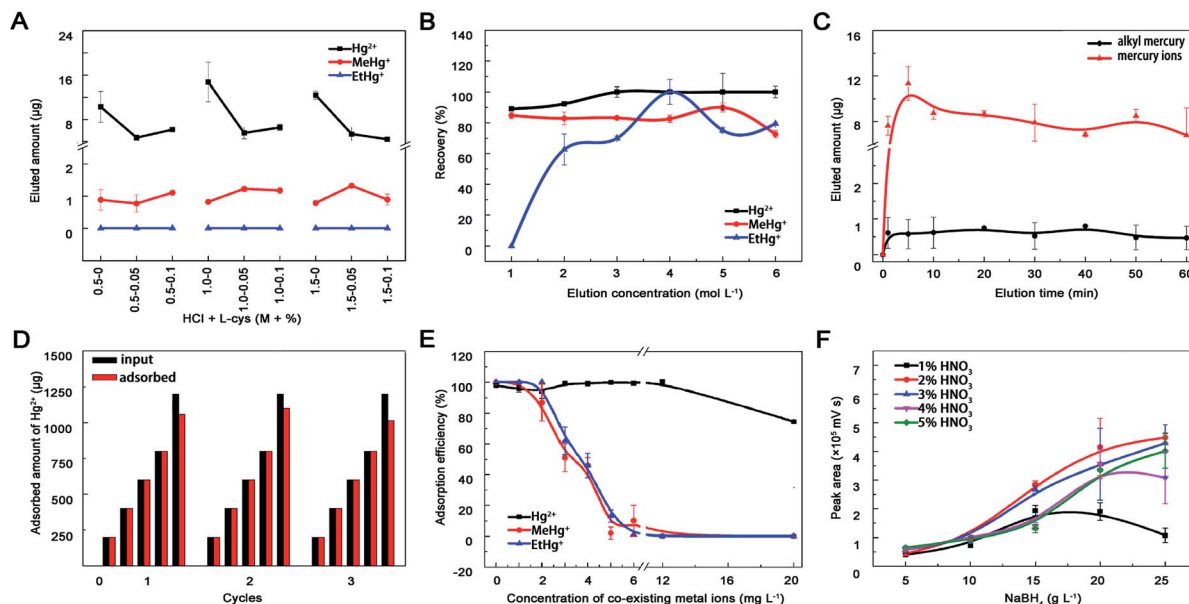 A
Eluted amount (µg)
24
16
8
2
1
0
Hg²⁺
MeHg⁺
EtHg⁺
0.5-0
0.5-0.05
0.5-0.1
1.0-0
1.0-0.05
1.0-0.1
1.5-0
1.5-0.05
1.5-0.1
HCl + L-cys (M + %)
B
Recovery (%)
140
120
100
80
60
40
20
0
Hg²⁺
MeHg⁺
EtHg⁺
1 2 3 4 5 6
Elution concentration (mol L⁻¹)
C
Eluted amount (µg)
16
12
8
2
1
0
alkyl mercury
mercury ions
0 10 20 30 40 50 60
Elution time (min)
D
Adsorbed amount of Hg²⁺ (µg)
1500
1250
1000
750
500
250
input
adsorbed
0 1 2 3
Cycles
E
Adsorption efficiency (%)
120
100
80
60
40
20
0
-20
Hg²⁺
MeHg⁺
EtHg⁺
0 2 4 6 12 20
Concentration of co-existing metal ions (mg L⁻¹)
F
Peak area (×10⁵ mV s)
7
6
5
4
3
2
1
0
1% HNO₃
2% HNO₃
3% HNO₃
4% HNO₃
5% HNO₃
5 10 15 20 25
NaBH₄ (g L⁻¹)